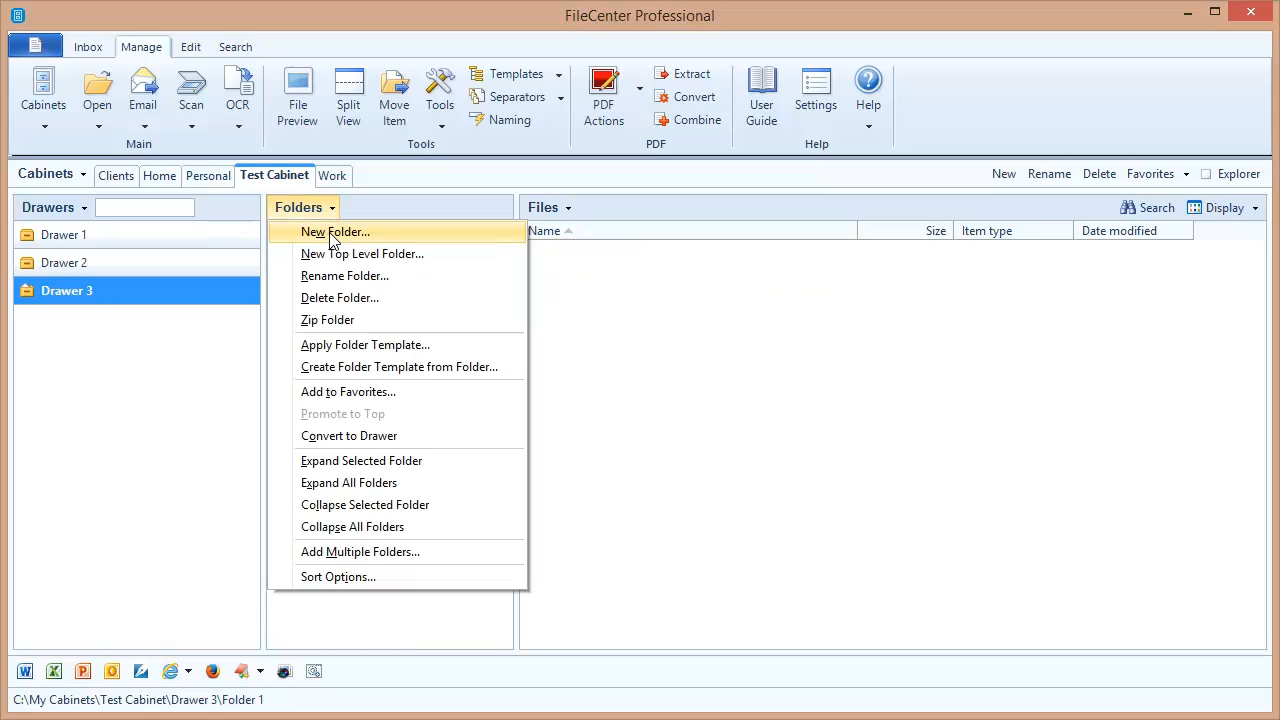 FileCenter Professional
Inbox Manage Edit Search
Cabinets Open Email Scan OCR
Main
File Preview Split View Move Item Tools
Templates
Separators
Naming
Tools
PDF Actions
Extract
Convert
Combine
PDF
User Guide Settings Help
Help
Cabinets Clients Home Personal Test Cabinet Work New Rename Delete Favorites Explorer
Drawers
Drawer 1
Drawer 2
Drawer 3
Folders
New Folder...
New Top Level Folder...
Rename Folder...
Delete Folder...
Zip Folder
Apply Folder Template...
Create Folder Template from Folder...
Add to Favorites...
Promote to Top
Convert to Drawer
Expand Selected Folder
Expand All Folders
Collapse Selected Folder
Collapse All Folders
Add Multiple Folders...
Sort Options...
Files Search Display
Name Size Item type Date modified
C:\My Cabinets\Test Cabinet\Drawer 3\Folder 1